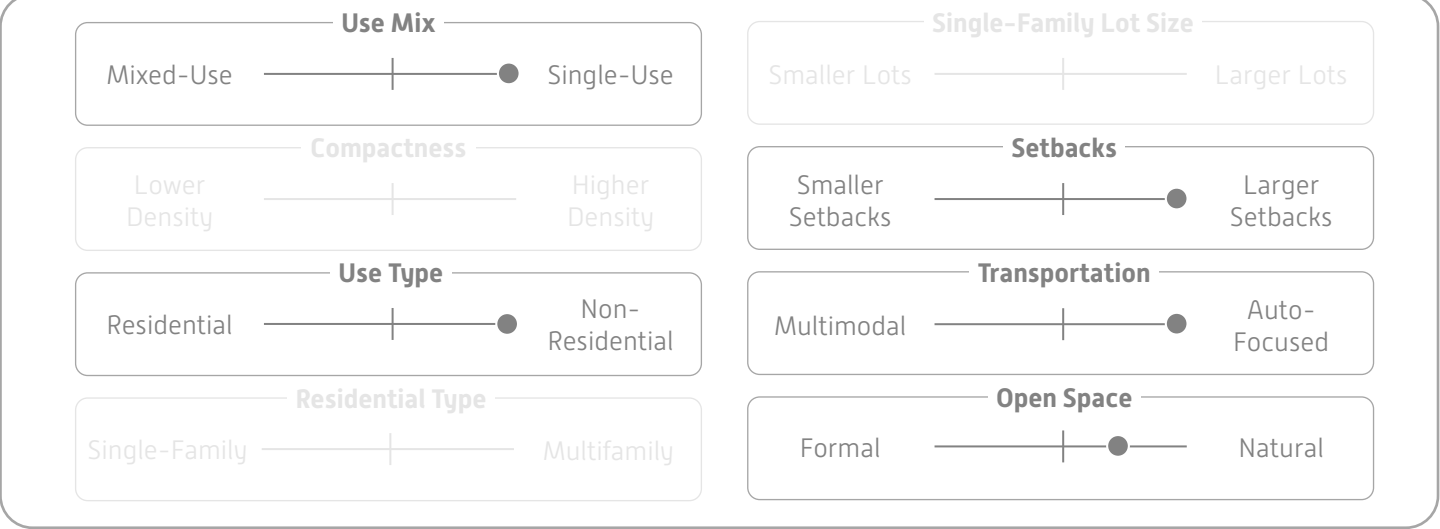 Use Mix
Mixed-Use
Single-Use
Single-Family Lot Size
Smaller Lots
Larger Lots
Compactness
Lower
Density
Higher
Density
Setbacks
Smaller
Setbacks
Larger
Setbacks
Use Type
Residential
Non-
Residential
Transportation
Multimodal
Auto-
Focused
Residential Type
Single-Family
Multifamily
Open Space
Formal
Natural